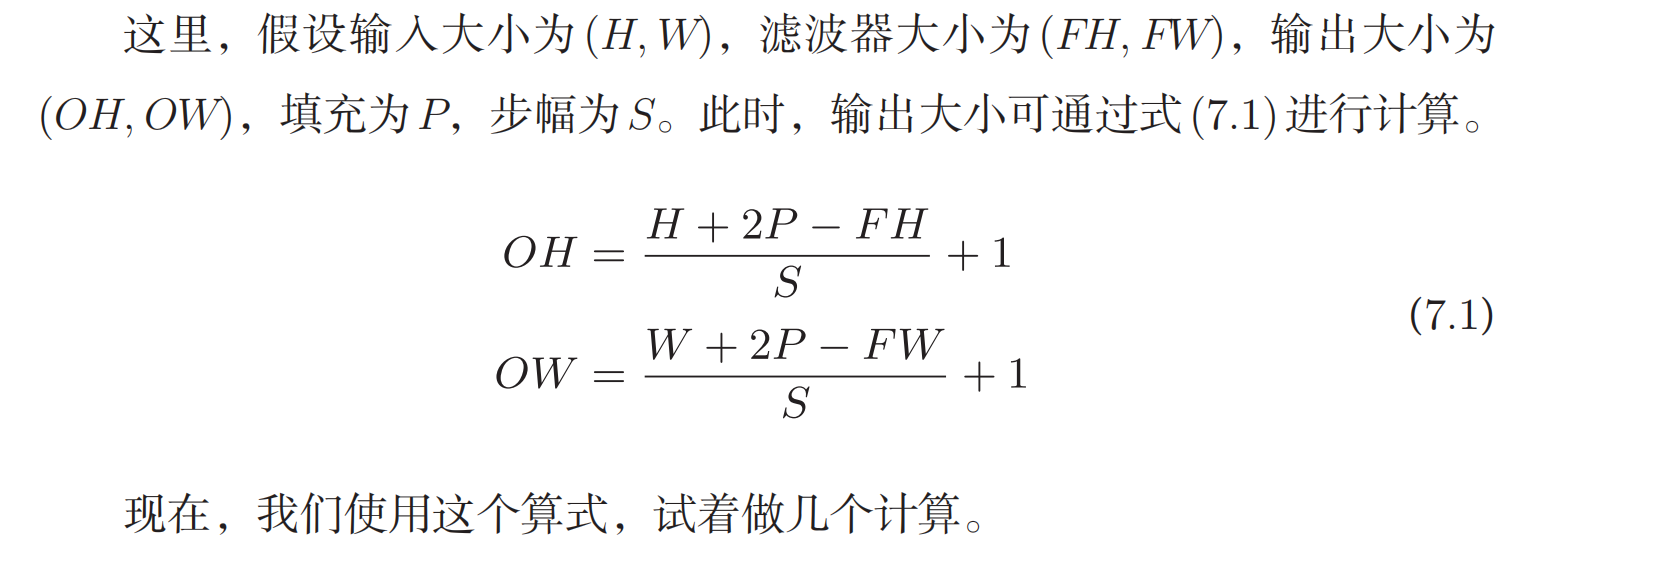 这里，假设输入大小为(H, W)，滤波器大小为(FH, FW)，输出大小为
(OH, OW)，填充为P，步幅为S。此时，输出大小可通过式(7.1)进行计算。
OH = \frac{H + 2P − FH}{S} + 1
OW = \frac{W + 2P − FW}{S} + 1
(7.1)
现在，我们使用这个算式，试着做几个计算。